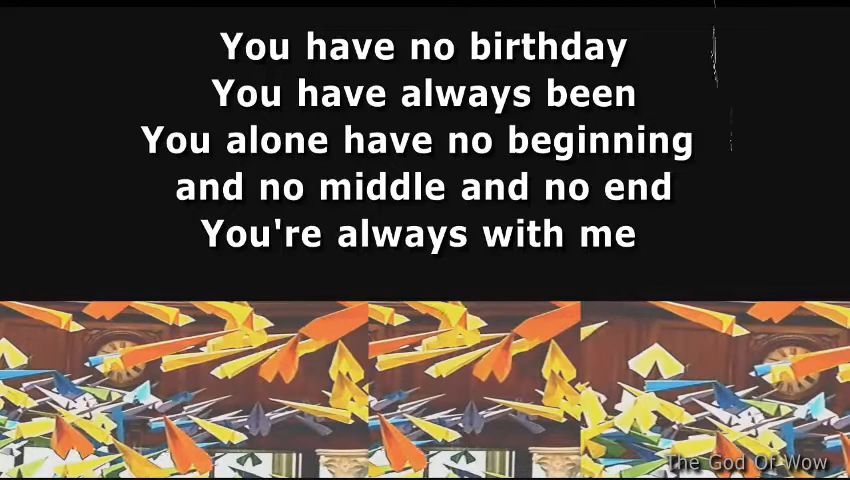 You have no birthday
You have always been
You alone have no beginning
and no middle and no end
You're always with me
The God Of Wow